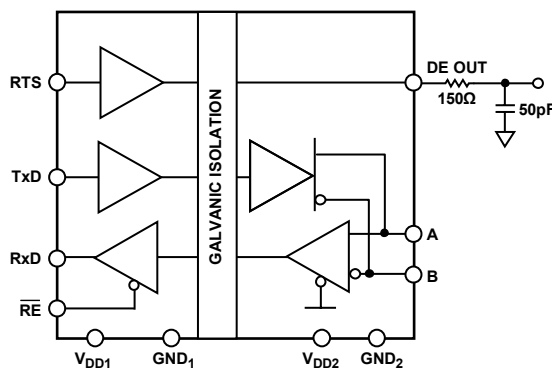 DE OUT
RTS
150Ω
50pF
GALVANIC ISOLATION
TxD
RxD
A
B
RE
VDD1
GND1
VDD2
GND2